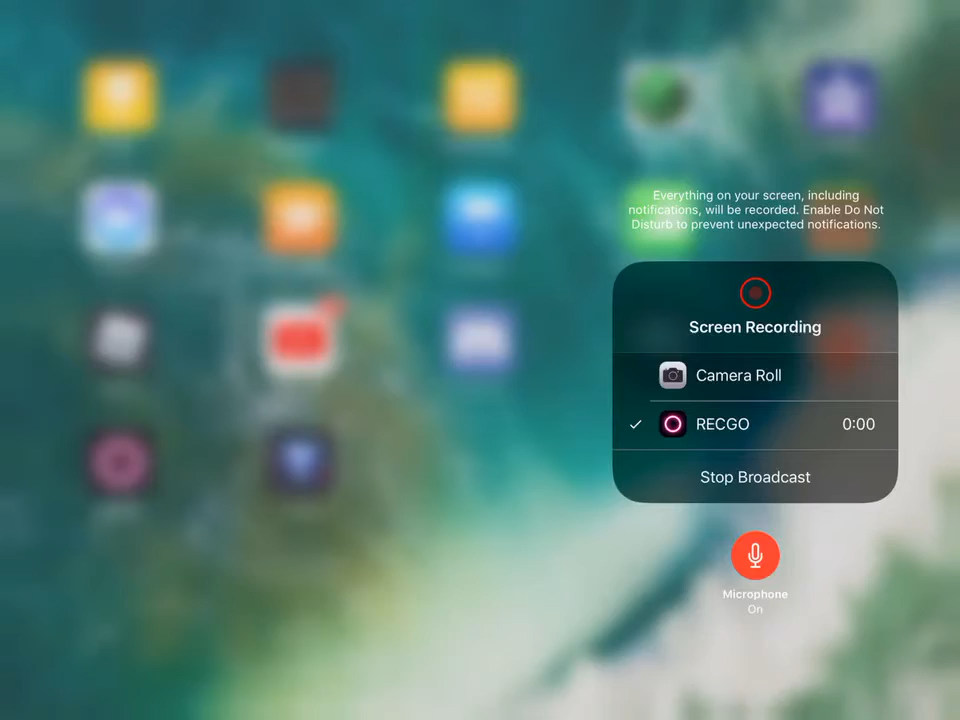 Everything on your screen, including
notifications, will be recorded. Enable Do Not
Disturb to prevent unexpected notifications.
Screen Recording
Camera Roll
RECGO 0:00
Stop Broadcast
Microphone
On